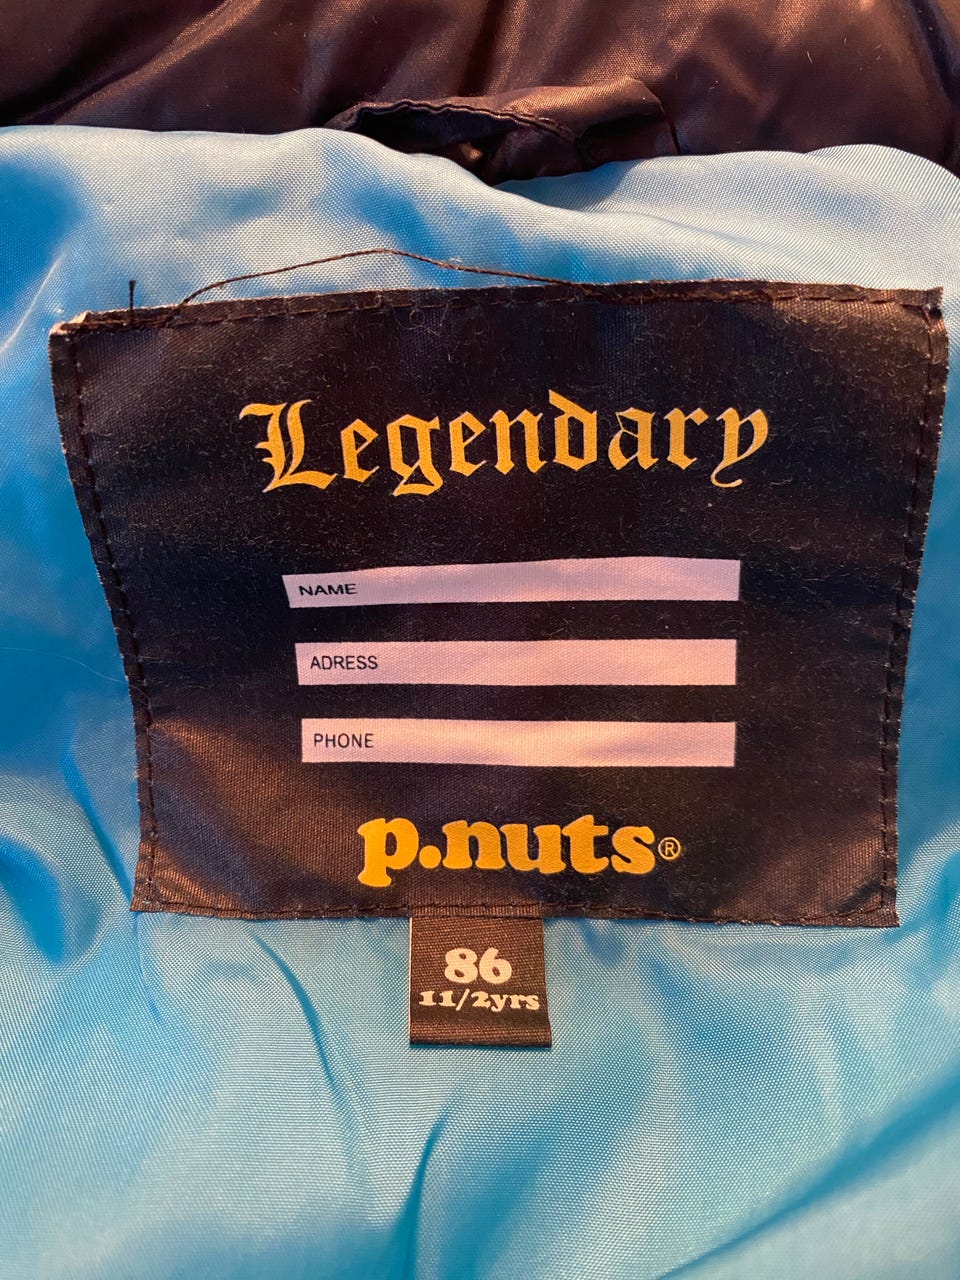 Legendary
NAME
ADRESS
PHONE
p.nuts®
86
11/2yrs